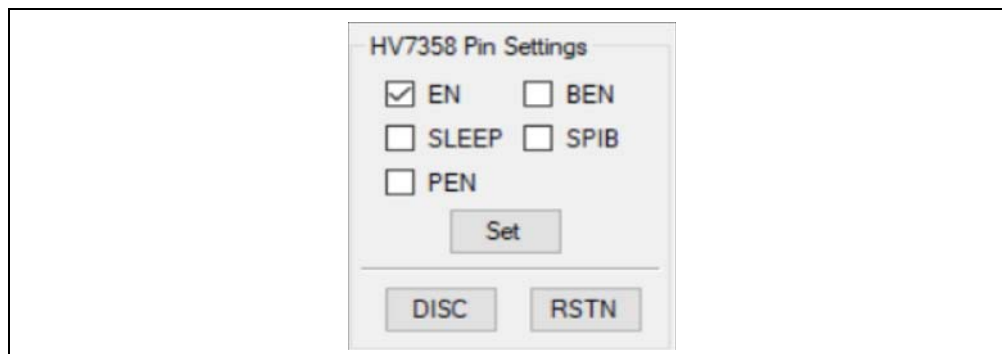 HV7358 Pin Settings
EN BEN
SLEEP SPIB
PEN
Set
DISC RSTN